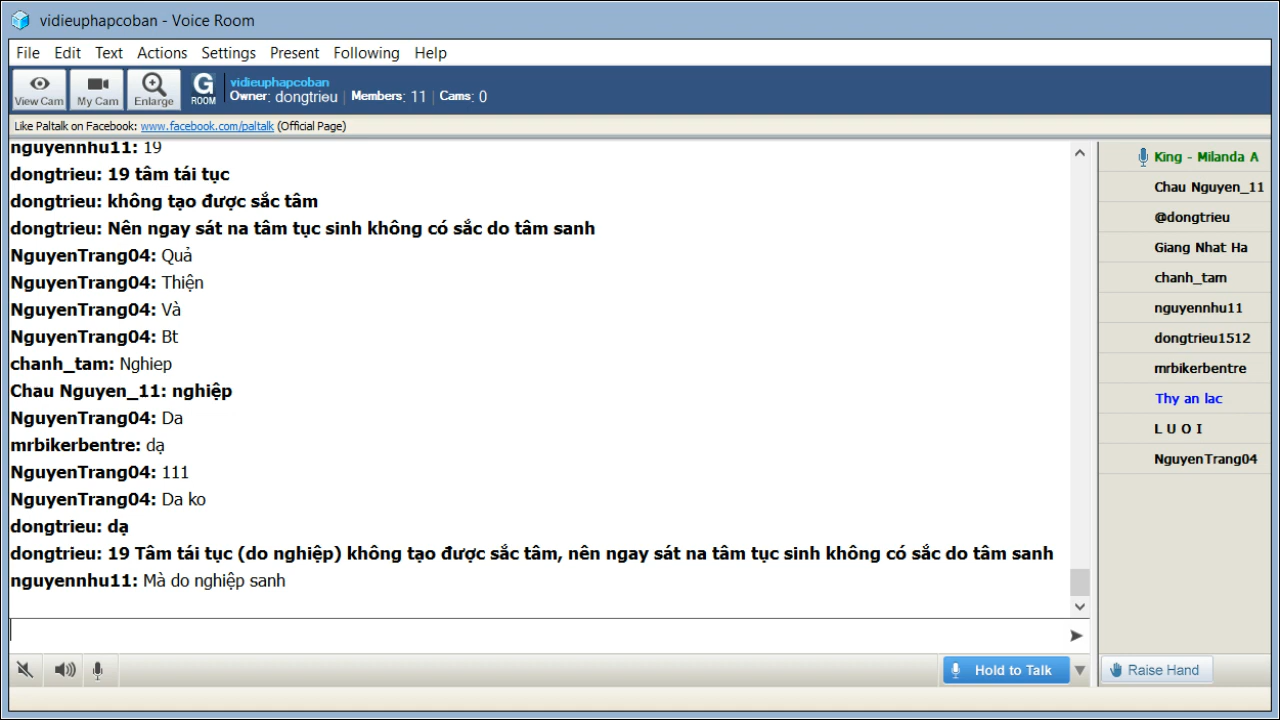 vidieuphapcoban - Voice Room
File Edit Text Actions Settings Present Following Help
View Cam My Cam Enlarge G ROOM
vidieuphapcoban
Owner: dongtrieu | Members: 11 | Cams: 0
Like Paltalk on Facebook: www.facebook.com/paltalk (Official Page)
nguyennhu11: 19
dongtrieu: 19 tâm tái tục
dongtrieu: không tạo được sắc tâm
dongtrieu: Nên ngay sát na tâm tục sinh không có sắc do tâm sanh
NguyenTrang04: Quả
NguyenTrang04: Thiện
NguyenTrang04: Và
NguyenTrang04: Bt
chanh_tam: Nghiep
Chau Nguyen_11: nghiệp
NguyenTrang04: Da
mrbikerbentre: dạ
NguyenTrang04: 111
NguyenTrang04: Da ko
dongtrieu: dạ
dongtrieu: 19 Tâm tái tục (do nghiệp) không tạo được sắc tâm, nên ngay sát na tâm tục sinh không có sắc do tâm sanh
nguyennhu11: Mà do nghiệp sanh
King - Milanda A
Chau Nguyen_11
@dongtrieu
Giang Nhat Ha
chanh_tam
nguyennhu11
dongtrieu1512
mrbikerbentre
Thy an lac
L U O I
NguyenTrang04
Hold to Talk
Raise Hand